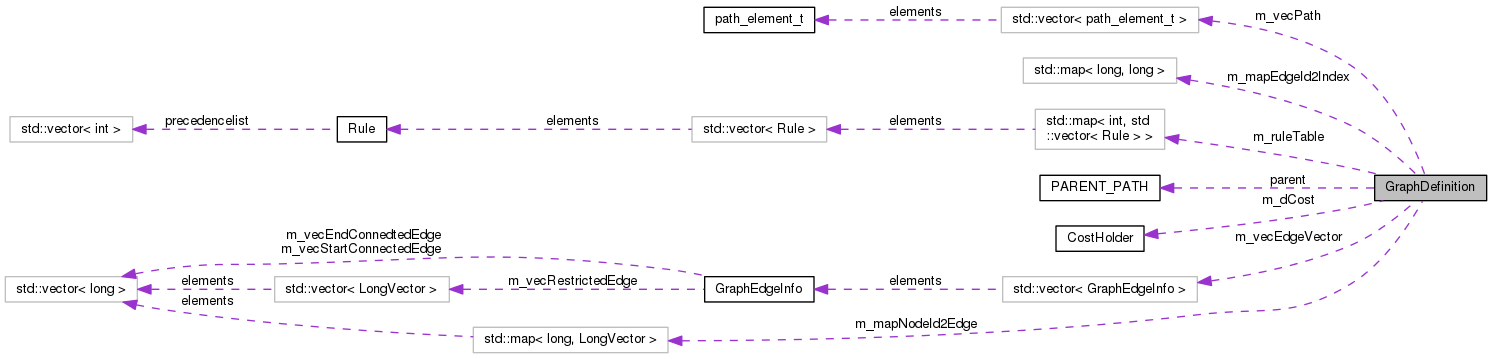 path_element_t
elements
std::vector< path_element_t >
m_vecPath
std::map< long, long >
m_mapEdgeId2Index
std::vector< int >
precedencelist
Rule
elements
std::vector< Rule >
elements
std::map< int, std
::vector< Rule > >
m_ruleTable
PARENT_PATH
parent
GraphDefinition
m_dCost
CostHolder
m_vecEndConnedtedEdge
m_vecStartConnectedEdge
m_vecEdgeVector
std::vector< long >
elements
std::vector< LongVector >
m_vecRestrictedEdge
GraphEdgeInfo
elements
std::vector< GraphEdgeInfo >
elements
std::map< long, LongVector >
m_mapNodeId2Edge